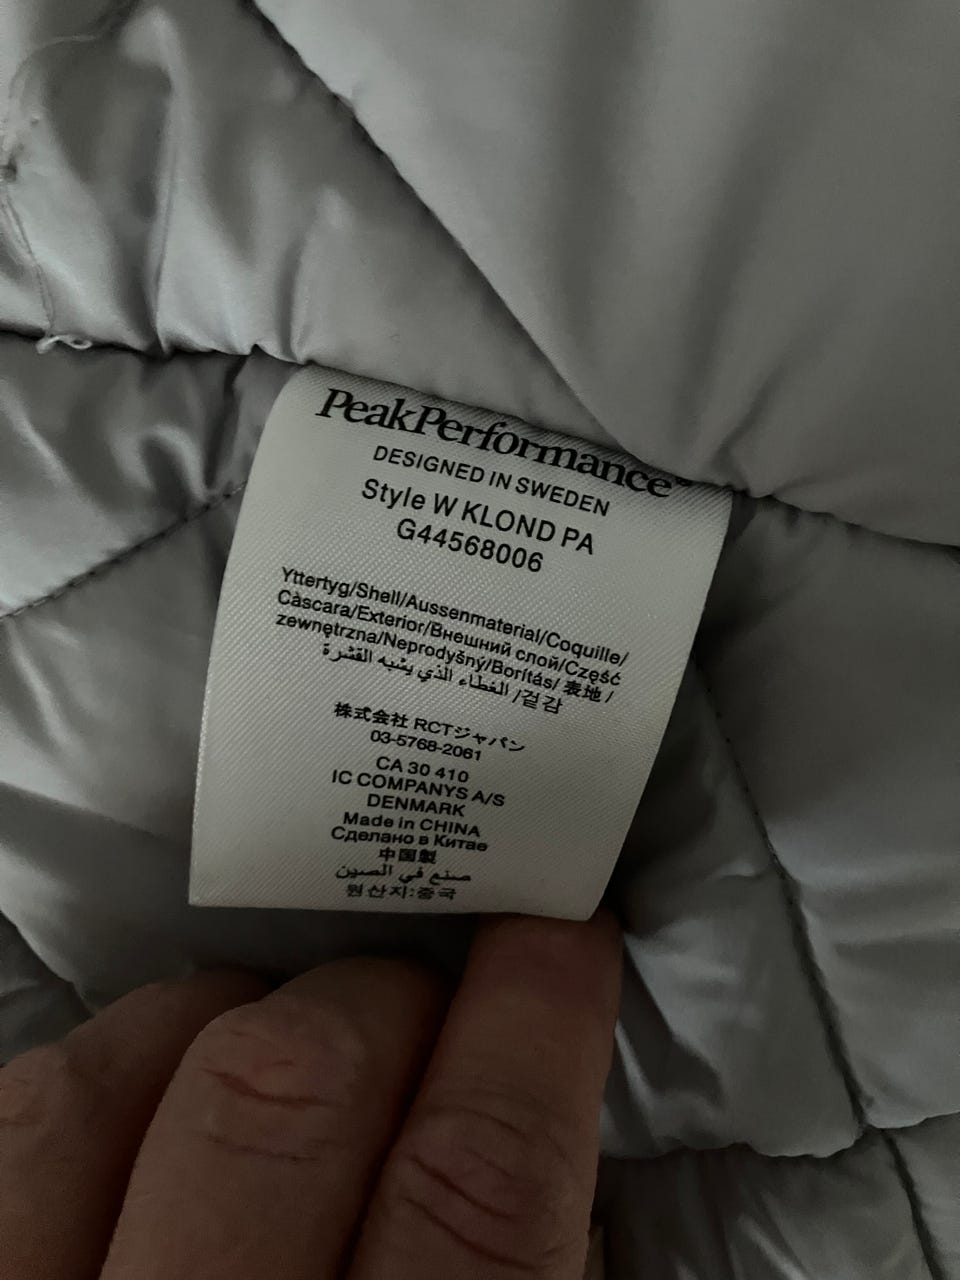 PeakPerformance®
DESIGNED IN SWEDEN
Style W KLOND PA
G44568006
Yttertyg/Shell/Aussenmaterial/Coquille/
Càscara/Exterior/Внешний слой/Część
zewnętrzna/Neprodyšný/Borítás/ 表地 /
겉감/ الغطاء الذي يشبه القشرة
株式会社 RCTジャパン
03-5768-2061
CA 30 410
IC COMPANYS A/S
DENMARK
Made in CHINA
Сделано в Китае
中国製
صنع في الصين
원산지:중국